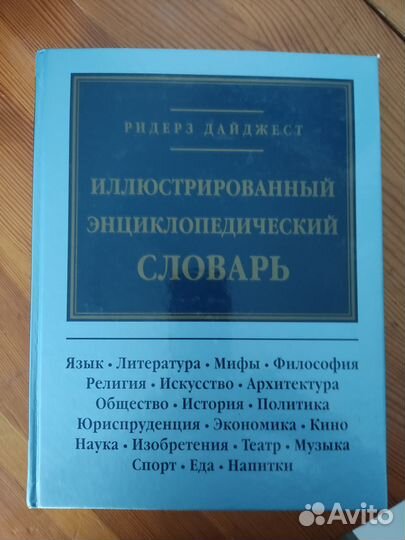 РИДЕРЗ ДАЙДЖЕСТ
ИЛЛЮСТРИРОВАННЫЙ
ЭНЦИКЛОПЕДИЧЕСКИЙ
СЛОВАРЬ
Язык • Литература • Мифы • Философия
Религия • Искусство • Архитектура
Общество • История • Политика
Юриспруденция • Экономика • Кино
Наука • Изобретения • Театр • Музыка
Спорт • Еда • Напитки
Avito